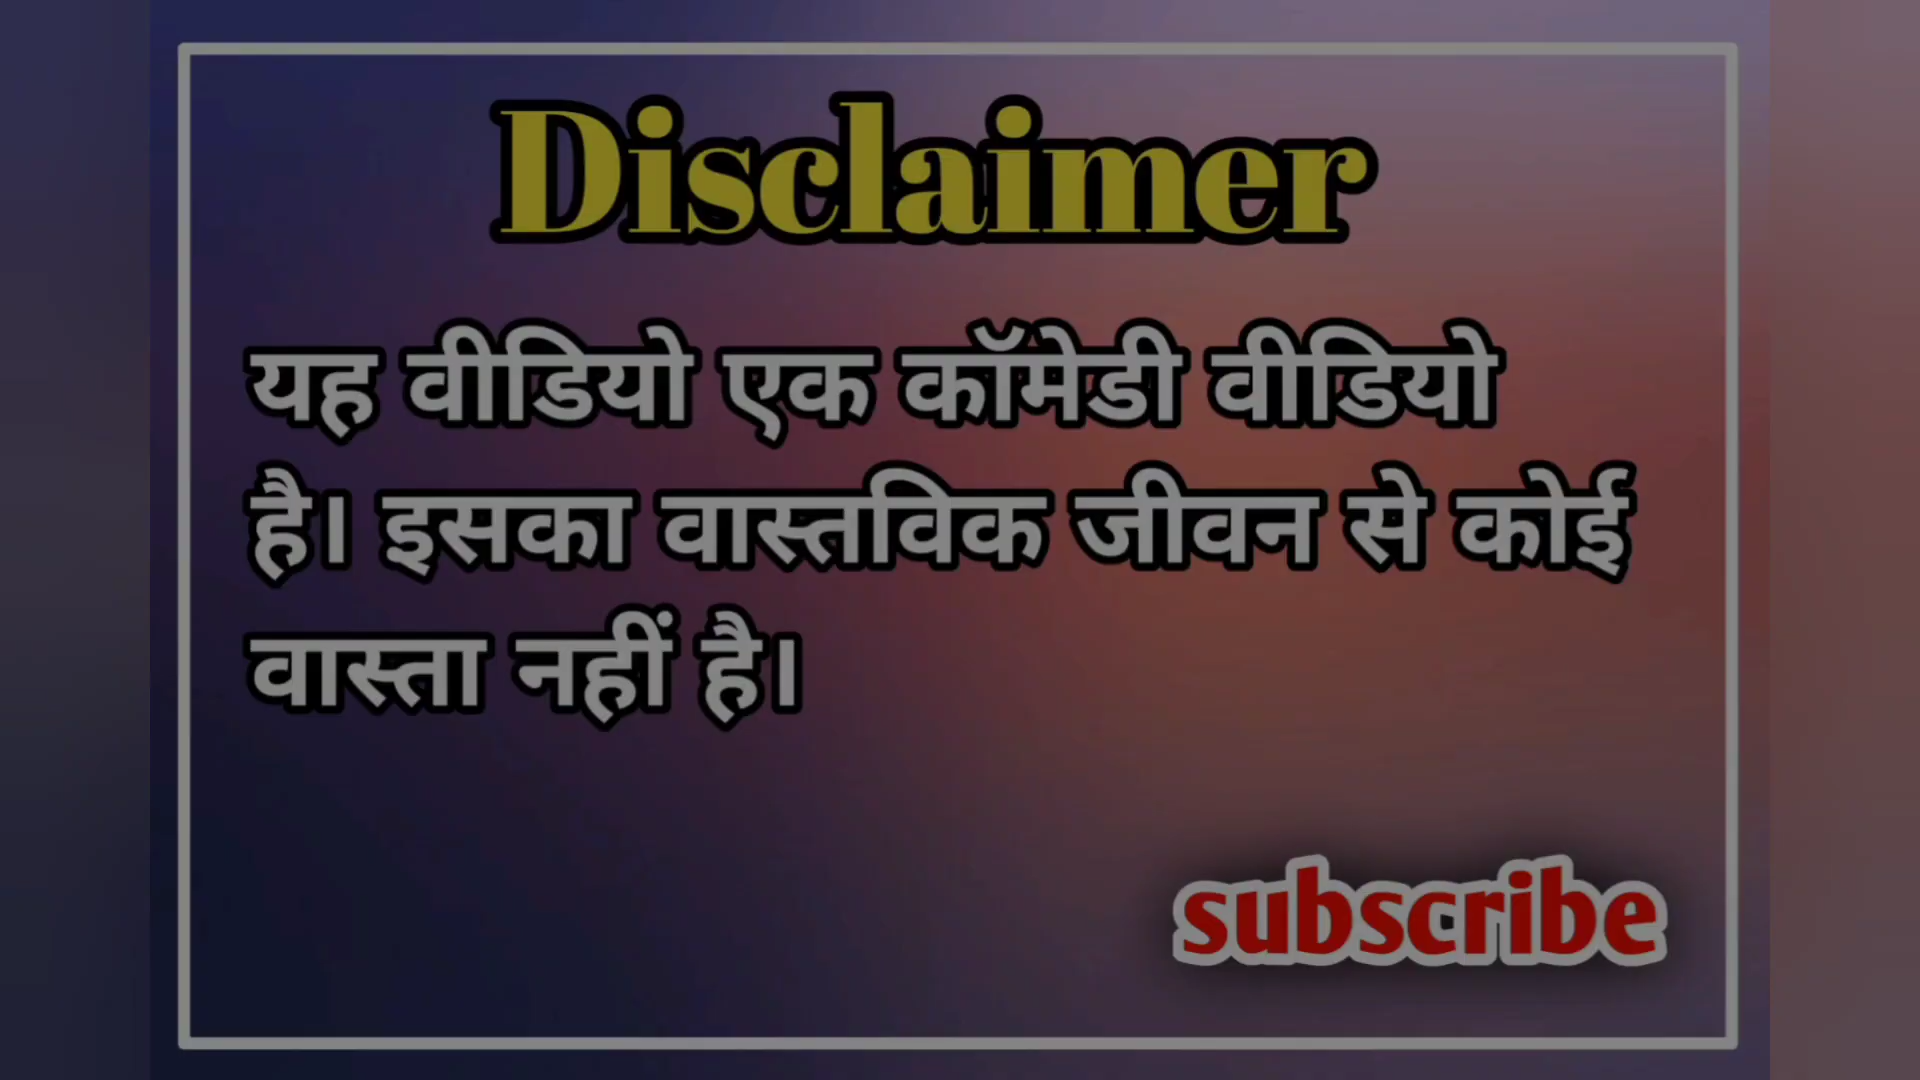 Disclaimer
यह वीडियो एक कॉमेडी वीडियो
है। इसका वास्तविक जीवन से कोई
वास्ता नहीं है।
subscribe